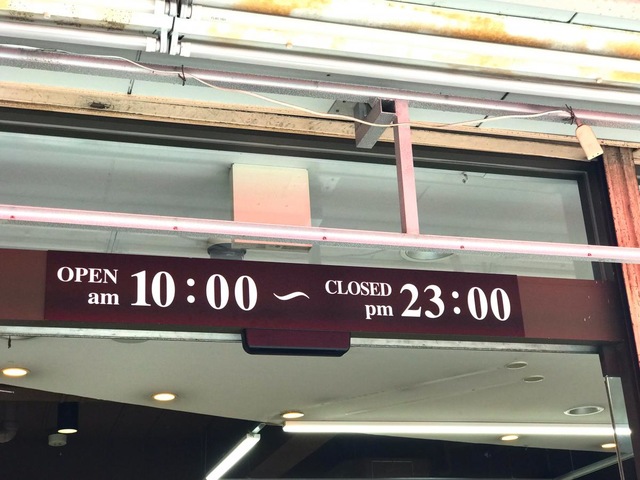 OPEN am 10:00 〜 CLOSED pm 23:00